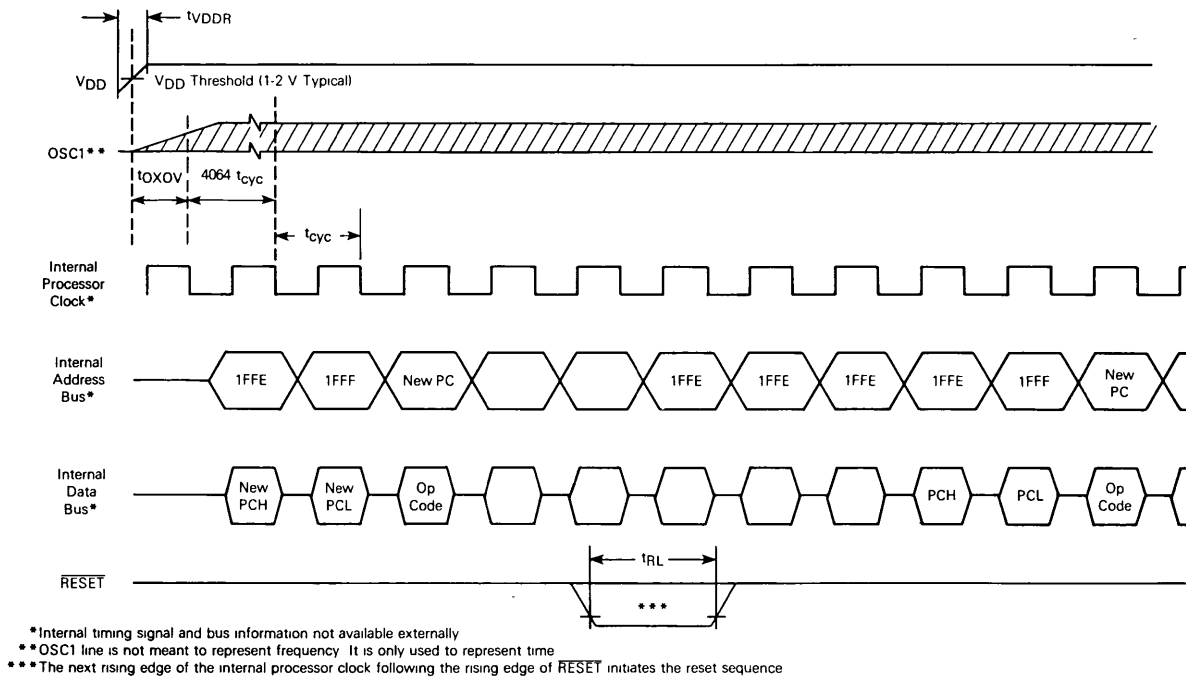 tVDDR
VDD
VDD Threshold (1-2 V Typical)
OSC1**
tOXOV
4064 tcyc
tcyc
Internal
Processor
Clock*
Internal
Address
Bus*
1FFE
1FFF
New PC
1FFE
1FFE
1FFE
1FFE
1FFF
New
PC
Internal
Data
Bus*
New
PCH
New
PCL
Op
Code
PCH
PCL
Op
Code
tRL
RESET
***
*Internal timing signal and bus information not available externally
**OSC1 line is not meant to represent frequency It is only used to represent time
***The next rising edge of the internal processor clock following the rising edge of RESET initiates the reset sequence